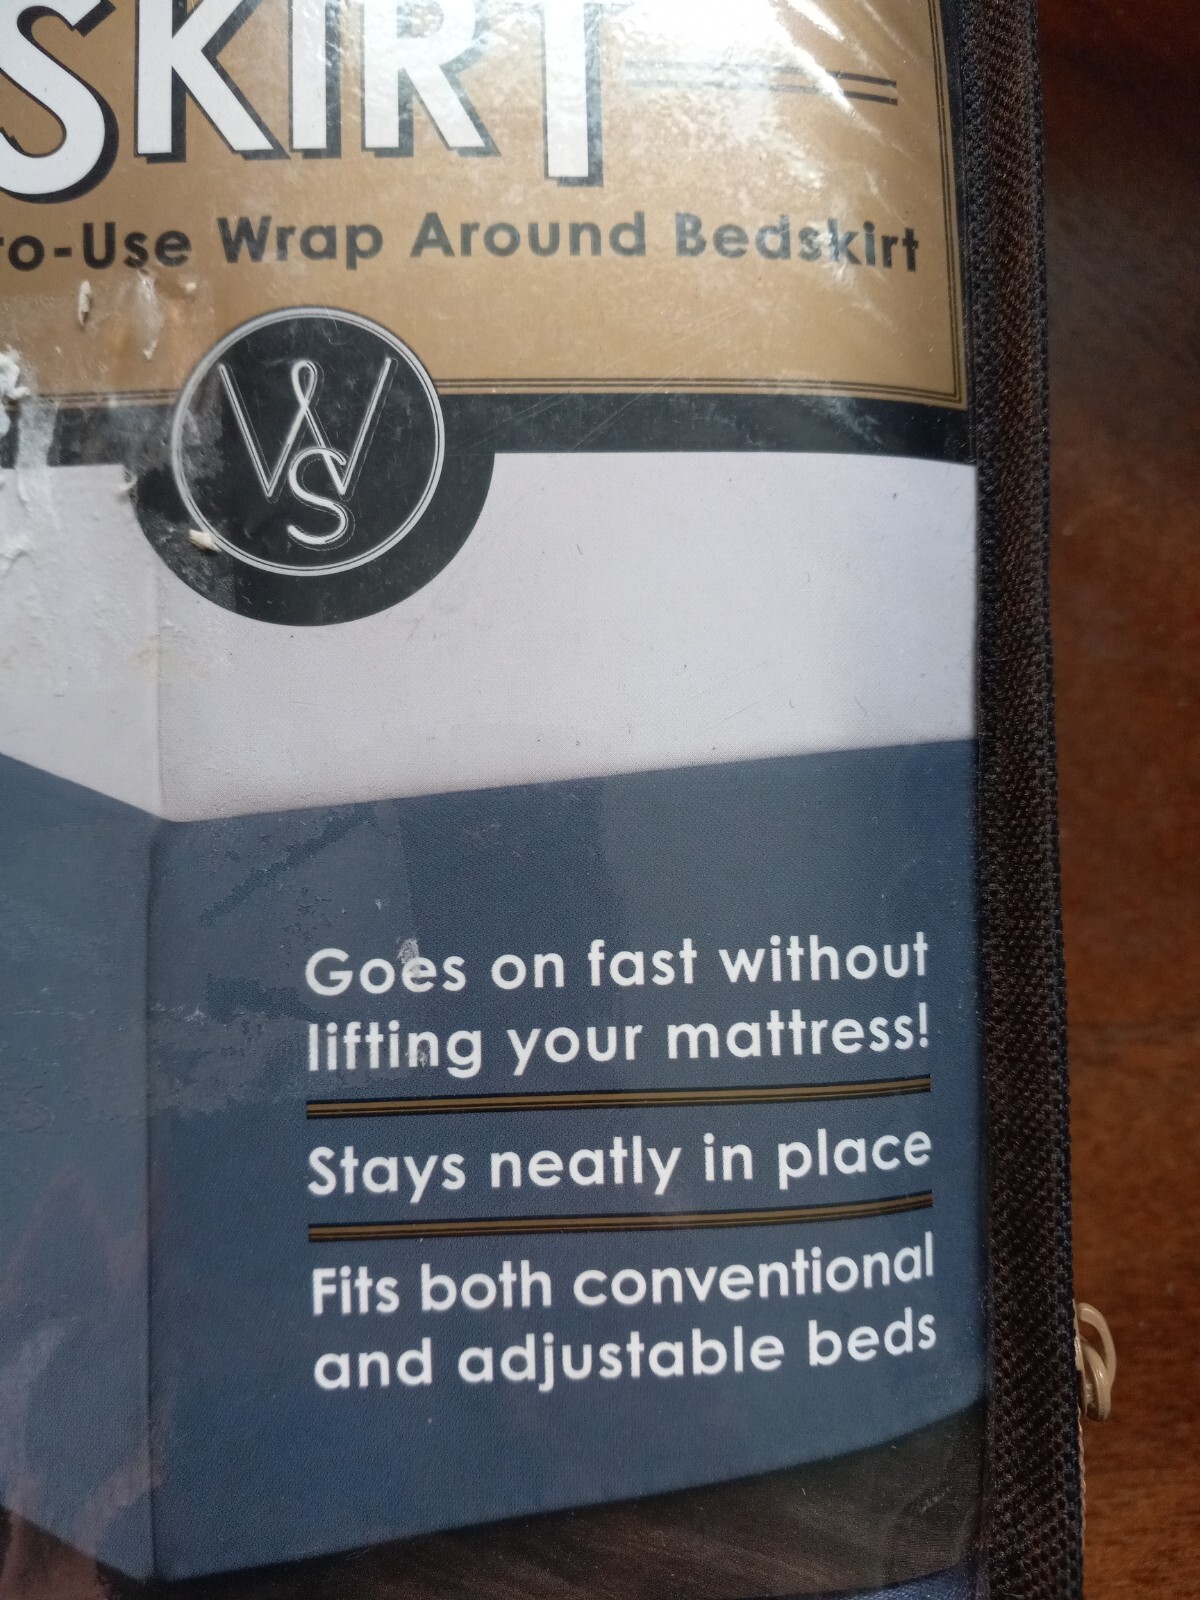 SKIRT
to-Use Wrap Around Bedskirt
WS
Goes on fast without
lifting your mattress!
Stays neatly in place
Fits both conventional
and adjustable beds